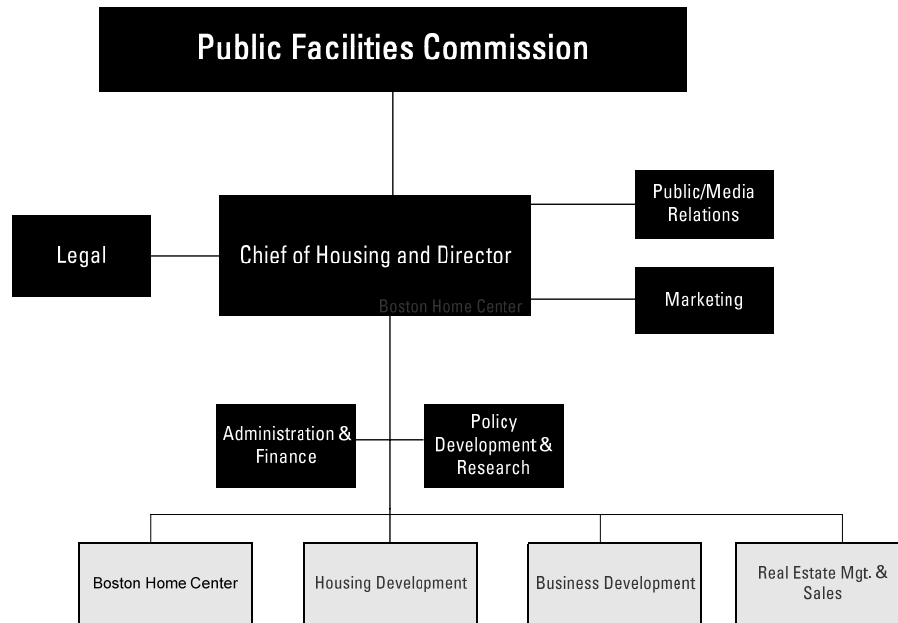 Public Facilities Commission
Public/Media
Relations
Legal
Chief of Housing and Director
Boston Home Center
Marketing
Administration &
Finance
Policy
Development &
Research
Boston Home Center
Housing Development
Business Development
Real Estate Mgt. &
Sales